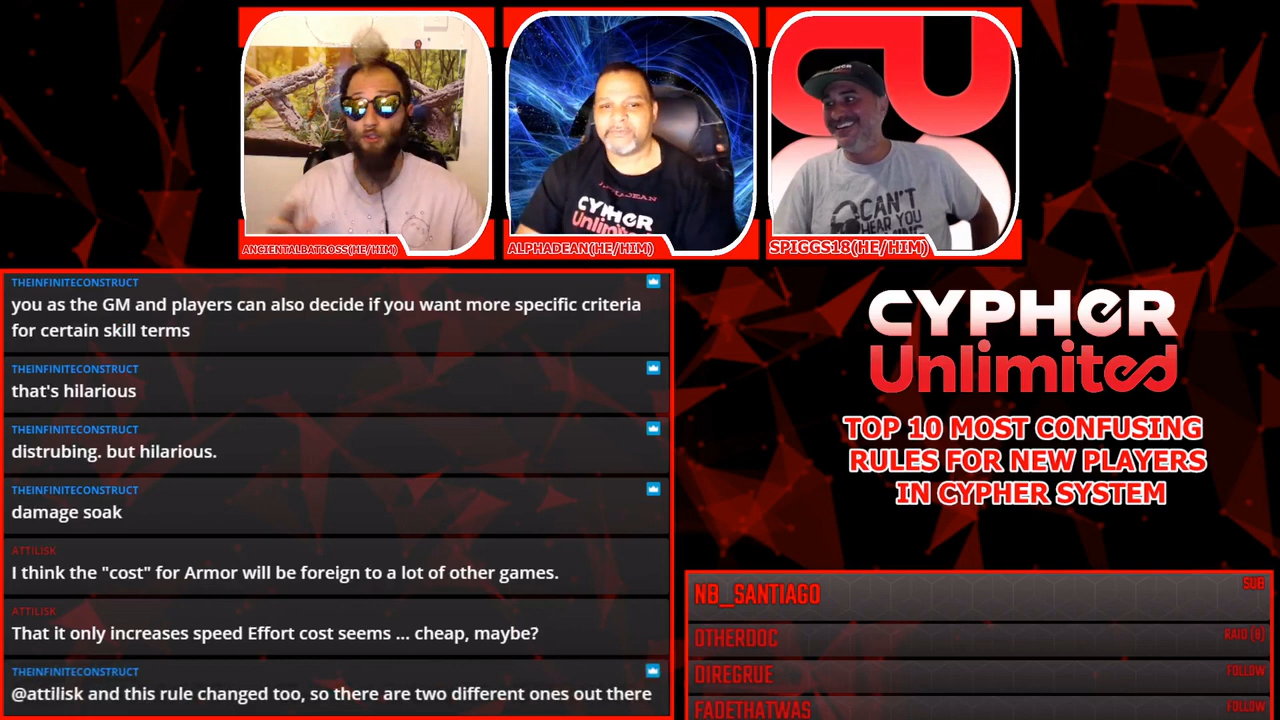 ANCIENTALBATROSS(HE/HIM)
ALPHADEAN(HE/HIM)
SPIGGS18(HE/HIM)
CYPHER
Unlimited
CAN'T
HEAR YOU
THEINFINITECONSTRUCT
you as the GM and players can also decide if you want more specific criteria
for certain skill terms
THEINFINITECONSTRUCT
that's hilarious
THEINFINITECONSTRUCT
distrubing. but hilarious.
THEINFINITECONSTRUCT
damage soak
ATTILISK
I think the "cost" for Armor will be foreign to a lot of other games.
ATTILISK
That it only increases speed Effort cost seems ... cheap, maybe?
THEINFINITECONSTRUCT
@attilisk and this rule changed too, so there are two different ones out there
CYPHER
Unlimited
TOP 10 MOST CONFUSING
RULES FOR NEW PLAYERS
IN CYPHER SYSTEM
NB_SANTIAGO SUB
OTHERDOC RAID (8)
DIREGRUE FOLLOW
FADETHATWAS FOLLOW